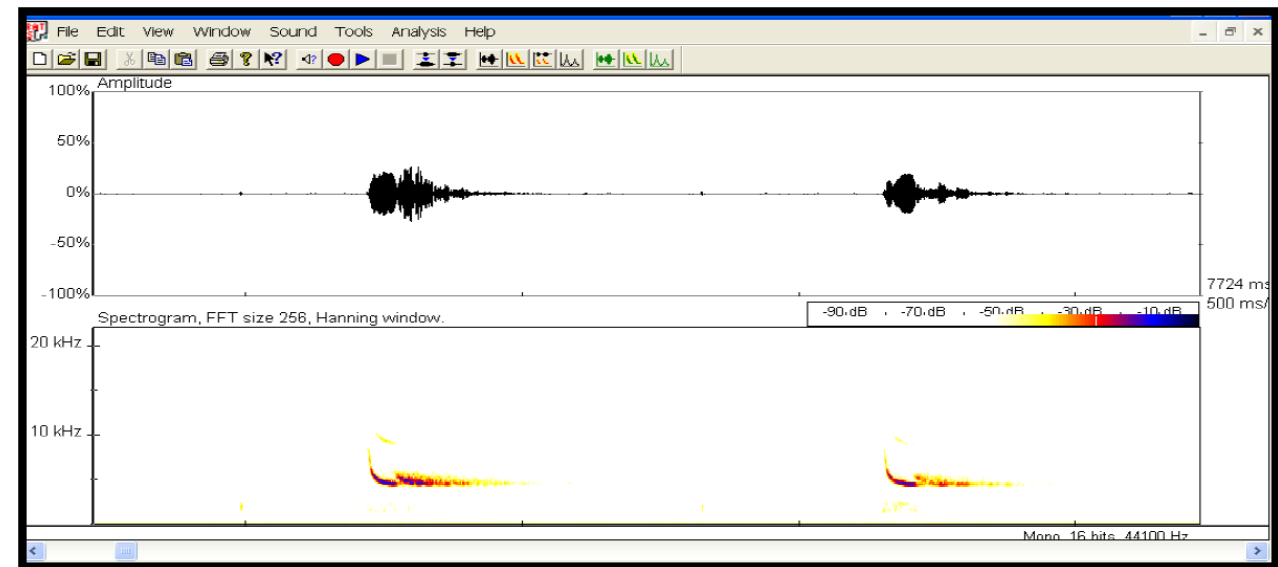 File Edit View Window Sound Tools Analysis Help
Amplitude
100%
50%
0%
-50%
-100%
7724 ms
500 ms/
Spectrogram, FFT size 256, Hanning window.
-90 dB -70 dB -50 dB -30 dB -10 dB
20 kHz
10 kHz
Mono, 16 bits, 44100 Hz